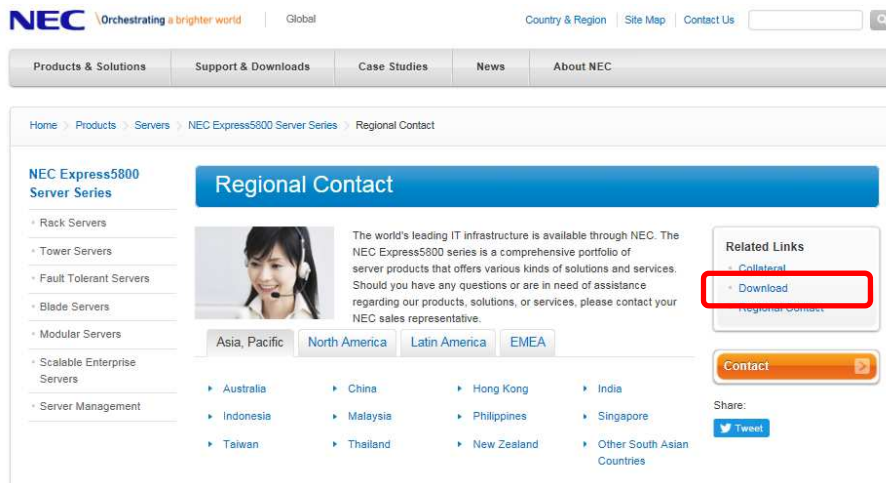 NEC \Orchestrating a brighter world Global Country & Region Site Map Contact Us
Products & Solutions Support & Downloads Case Studies News About NEC
Home Products Servers NEC Express5800 Server Series Regional Contact
NEC Express5800
Server Series
Rack Servers
Tower Servers
Fault Tolerant Servers
Blade Servers
Modular Servers
Scalable Enterprise
Servers
Server Management
Regional Contact
The world's leading IT infrastructure is available through NEC. The
NEC Express5800 series is a comprehensive portfolio of
server products that offers various kinds of solutions and services.
Should you have any questions or are in need of assistance
regarding our products, solutions, or services, please contact your
NEC sales representative.
Asia, Pacific North America Latin America EMEA
Australia China Hong Kong India
Indonesia Malaysia Philippines Singapore
Taiwan Thailand New Zealand Other South Asian
Countries
Related Links
Collateral
Download
Regional Contact
Contact
Share:
Tweet